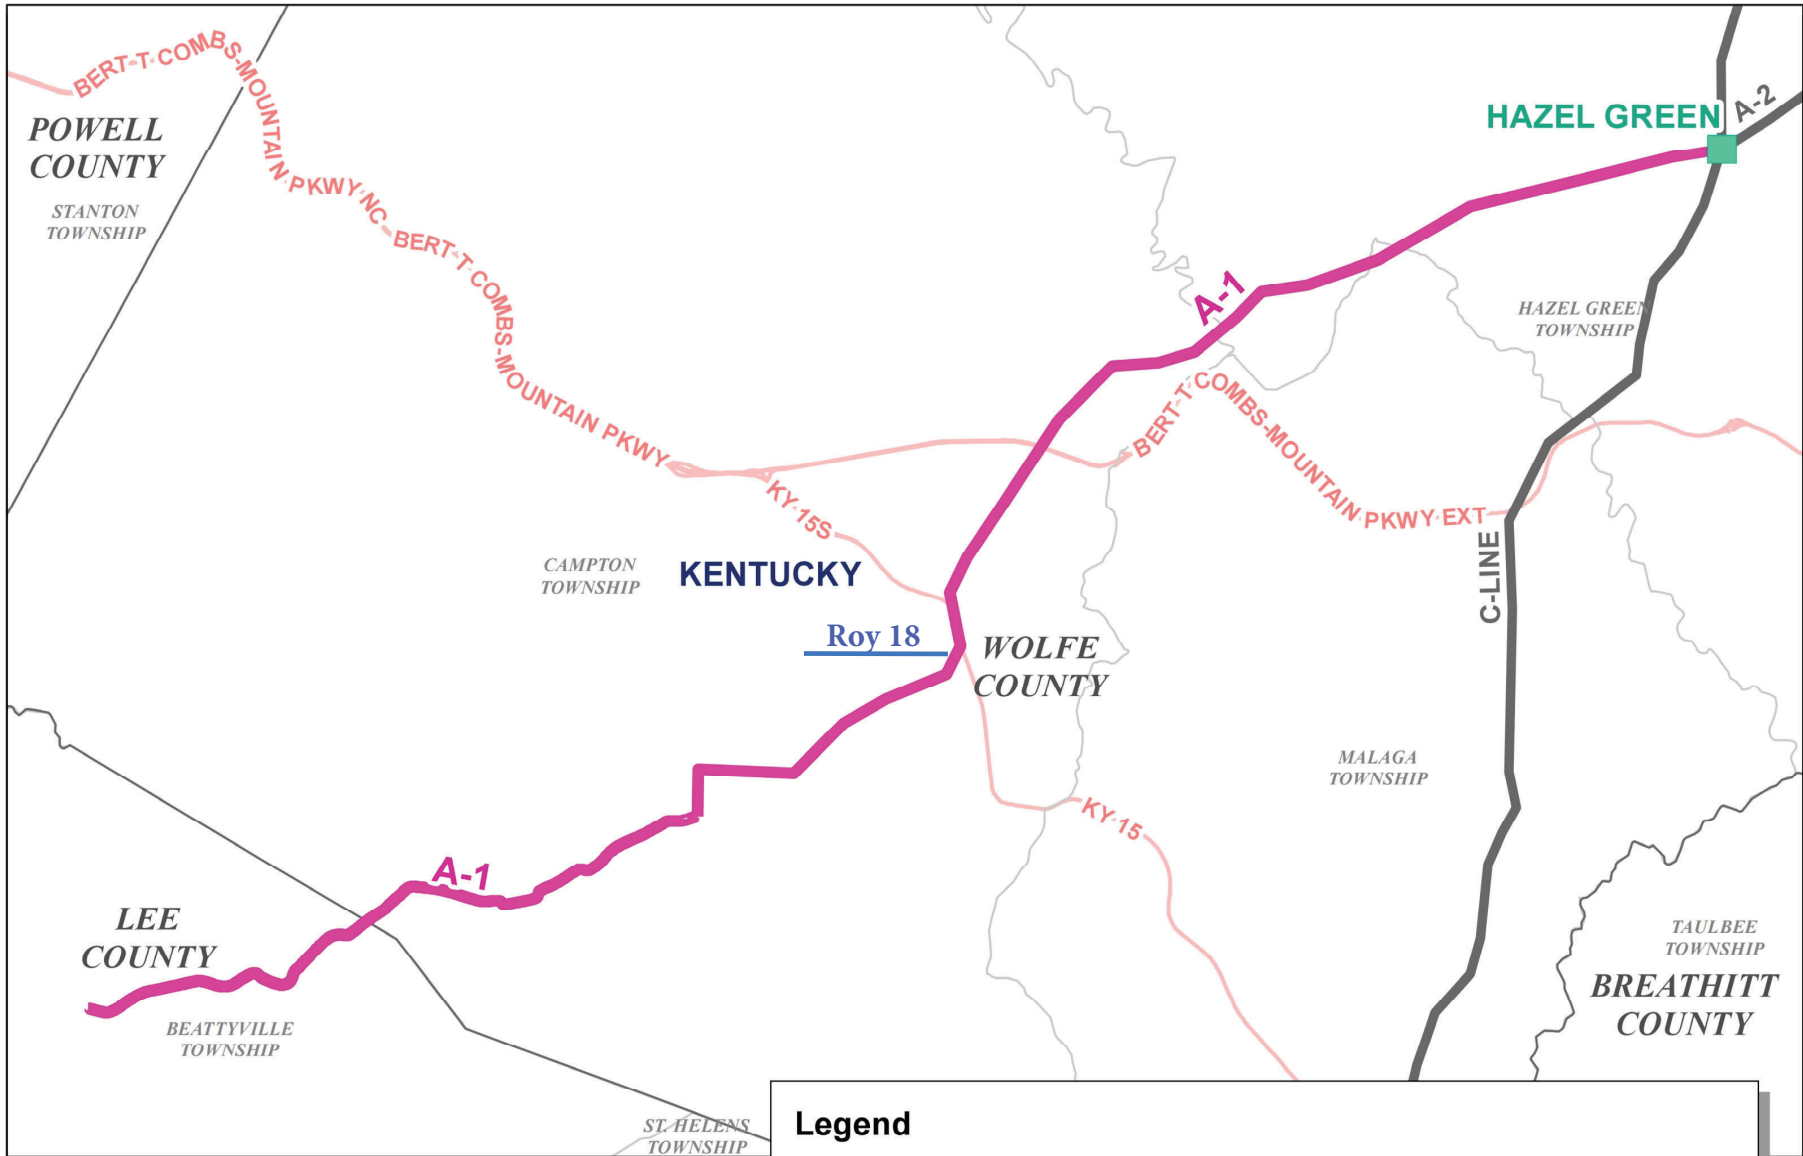 BERT-T-COMBS-MOUNTAIN PKWY NC
POWELL
COUNTY
STANTON
TOWNSHIP
HAZEL GREEN
A-2
BERT-T-COMBS-MOUNTAIN PKWY
A-1
HAZEL GREEN
TOWNSHIP
BERT-T-COMBS-MOUNTAIN PKWY EXT
KY-15S
CAMPTON
TOWNSHIP
KENTUCKY
C-LINE
Roy 18
WOLFE
COUNTY
MALAGA
TOWNSHIP
KY-15
A-1
LEE
COUNTY
TAULBEE
TOWNSHIP
BREATHITT
COUNTY
BEATTYVILLE
TOWNSHIP
ST. HELENS
TOWNSHIP
Legend